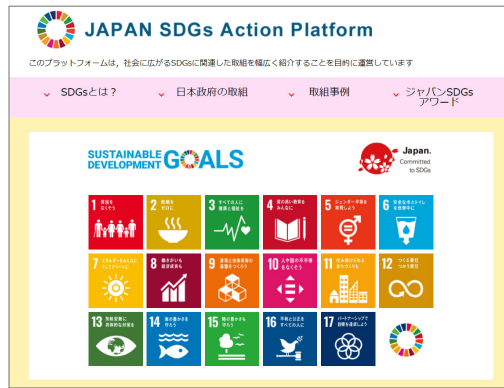 JAPAN SDGs Action Platform
このプラットフォームは，社会に広がるSDGsに関連した取組を幅広く紹介することを目的に運営しています
SDGsとは？
日本政府の取組
取組事例
ジャパンSDGs
アワード
SUSTAINABLE
DEVELOPMENT GOALS
Japan.
Committed
to SDGs
1 貧困を
なくそう
2 飢餓を
ゼロに
3 すべての人に
健康と福祉を
4 質の高い教育を
みんなに
5 ジェンダー平等を
実現しよう
6 安全な水とトイレ
を世界中に
7 エネルギーをみんなに
そしてクリーンに
8 働きがいも
経済成長も
9 産業と技術革新の
基盤をつくろう
10 人や国の不平等
をなくそう
11 住み続けられる
まちづくりを
12 つくる責任
つかう責任
13 気候変動に
具体的な対策を
14 海の豊かさを
守ろう
15 陸の豊かさも
守ろう
16 平和と公正を
すべての人に
17 パートナーシップで
目標を達成しよう